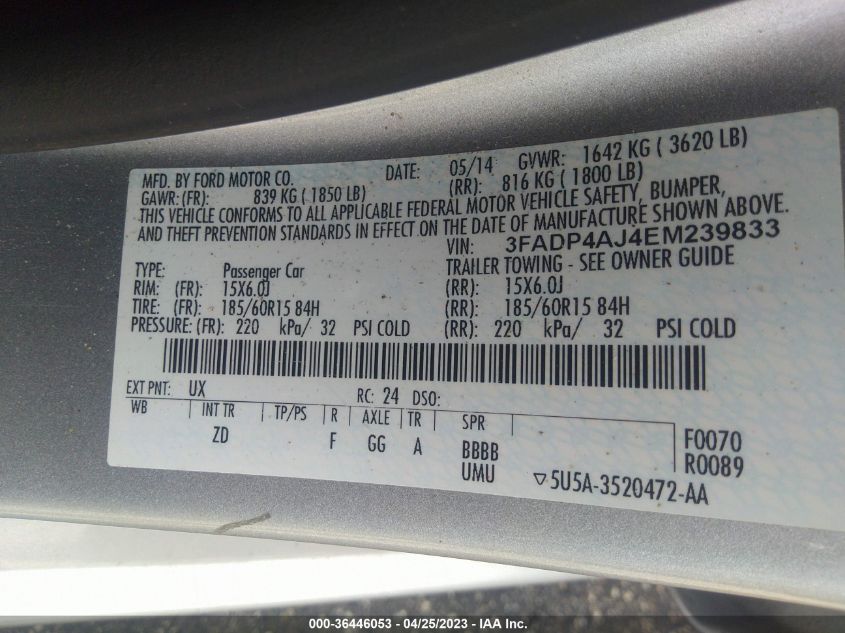 MFD. BY FORD MOTOR CO. DATE: 05/14 GVWR: 1642 KG ( 3620 LB)
GAWR:(FR): 839 KG ( 1850 LB) (RR): 816 KG ( 1800 LB)
THIS VEHICLE CONFORMS TO ALL APPLICABLE FEDERAL MOTOR VEHICLE SAFETY, BUMPER,
AND THEFT PREVENTION STANDARDS IN EFFECT ON THE DATE OF MANUFACTURE SHOWN ABOVE.
VIN: 3FADP4AJ4EM239833
TYPE: Passenger Car TRAILER TOWING - SEE OWNER GUIDE
RIM: (FR): 15X6.0J (RR): 15X6.0J
TIRE: (FR): 185/60R15 84H (RR): 185/60R15 84H
PRESSURE: (FR): 220 kPa/ 32 PSI COLD (RR): 220 kPa/ 32 PSI COLD
EXT PNT: UX RC: 24 DSO:
WB INT TR TP/PS R AXLE TR SPR
ZD F GG A BBBB F0070
UMU R0089
▽5U5A-3520472-AA
000-36446053 - 04/25/2023 - IAA Inc.